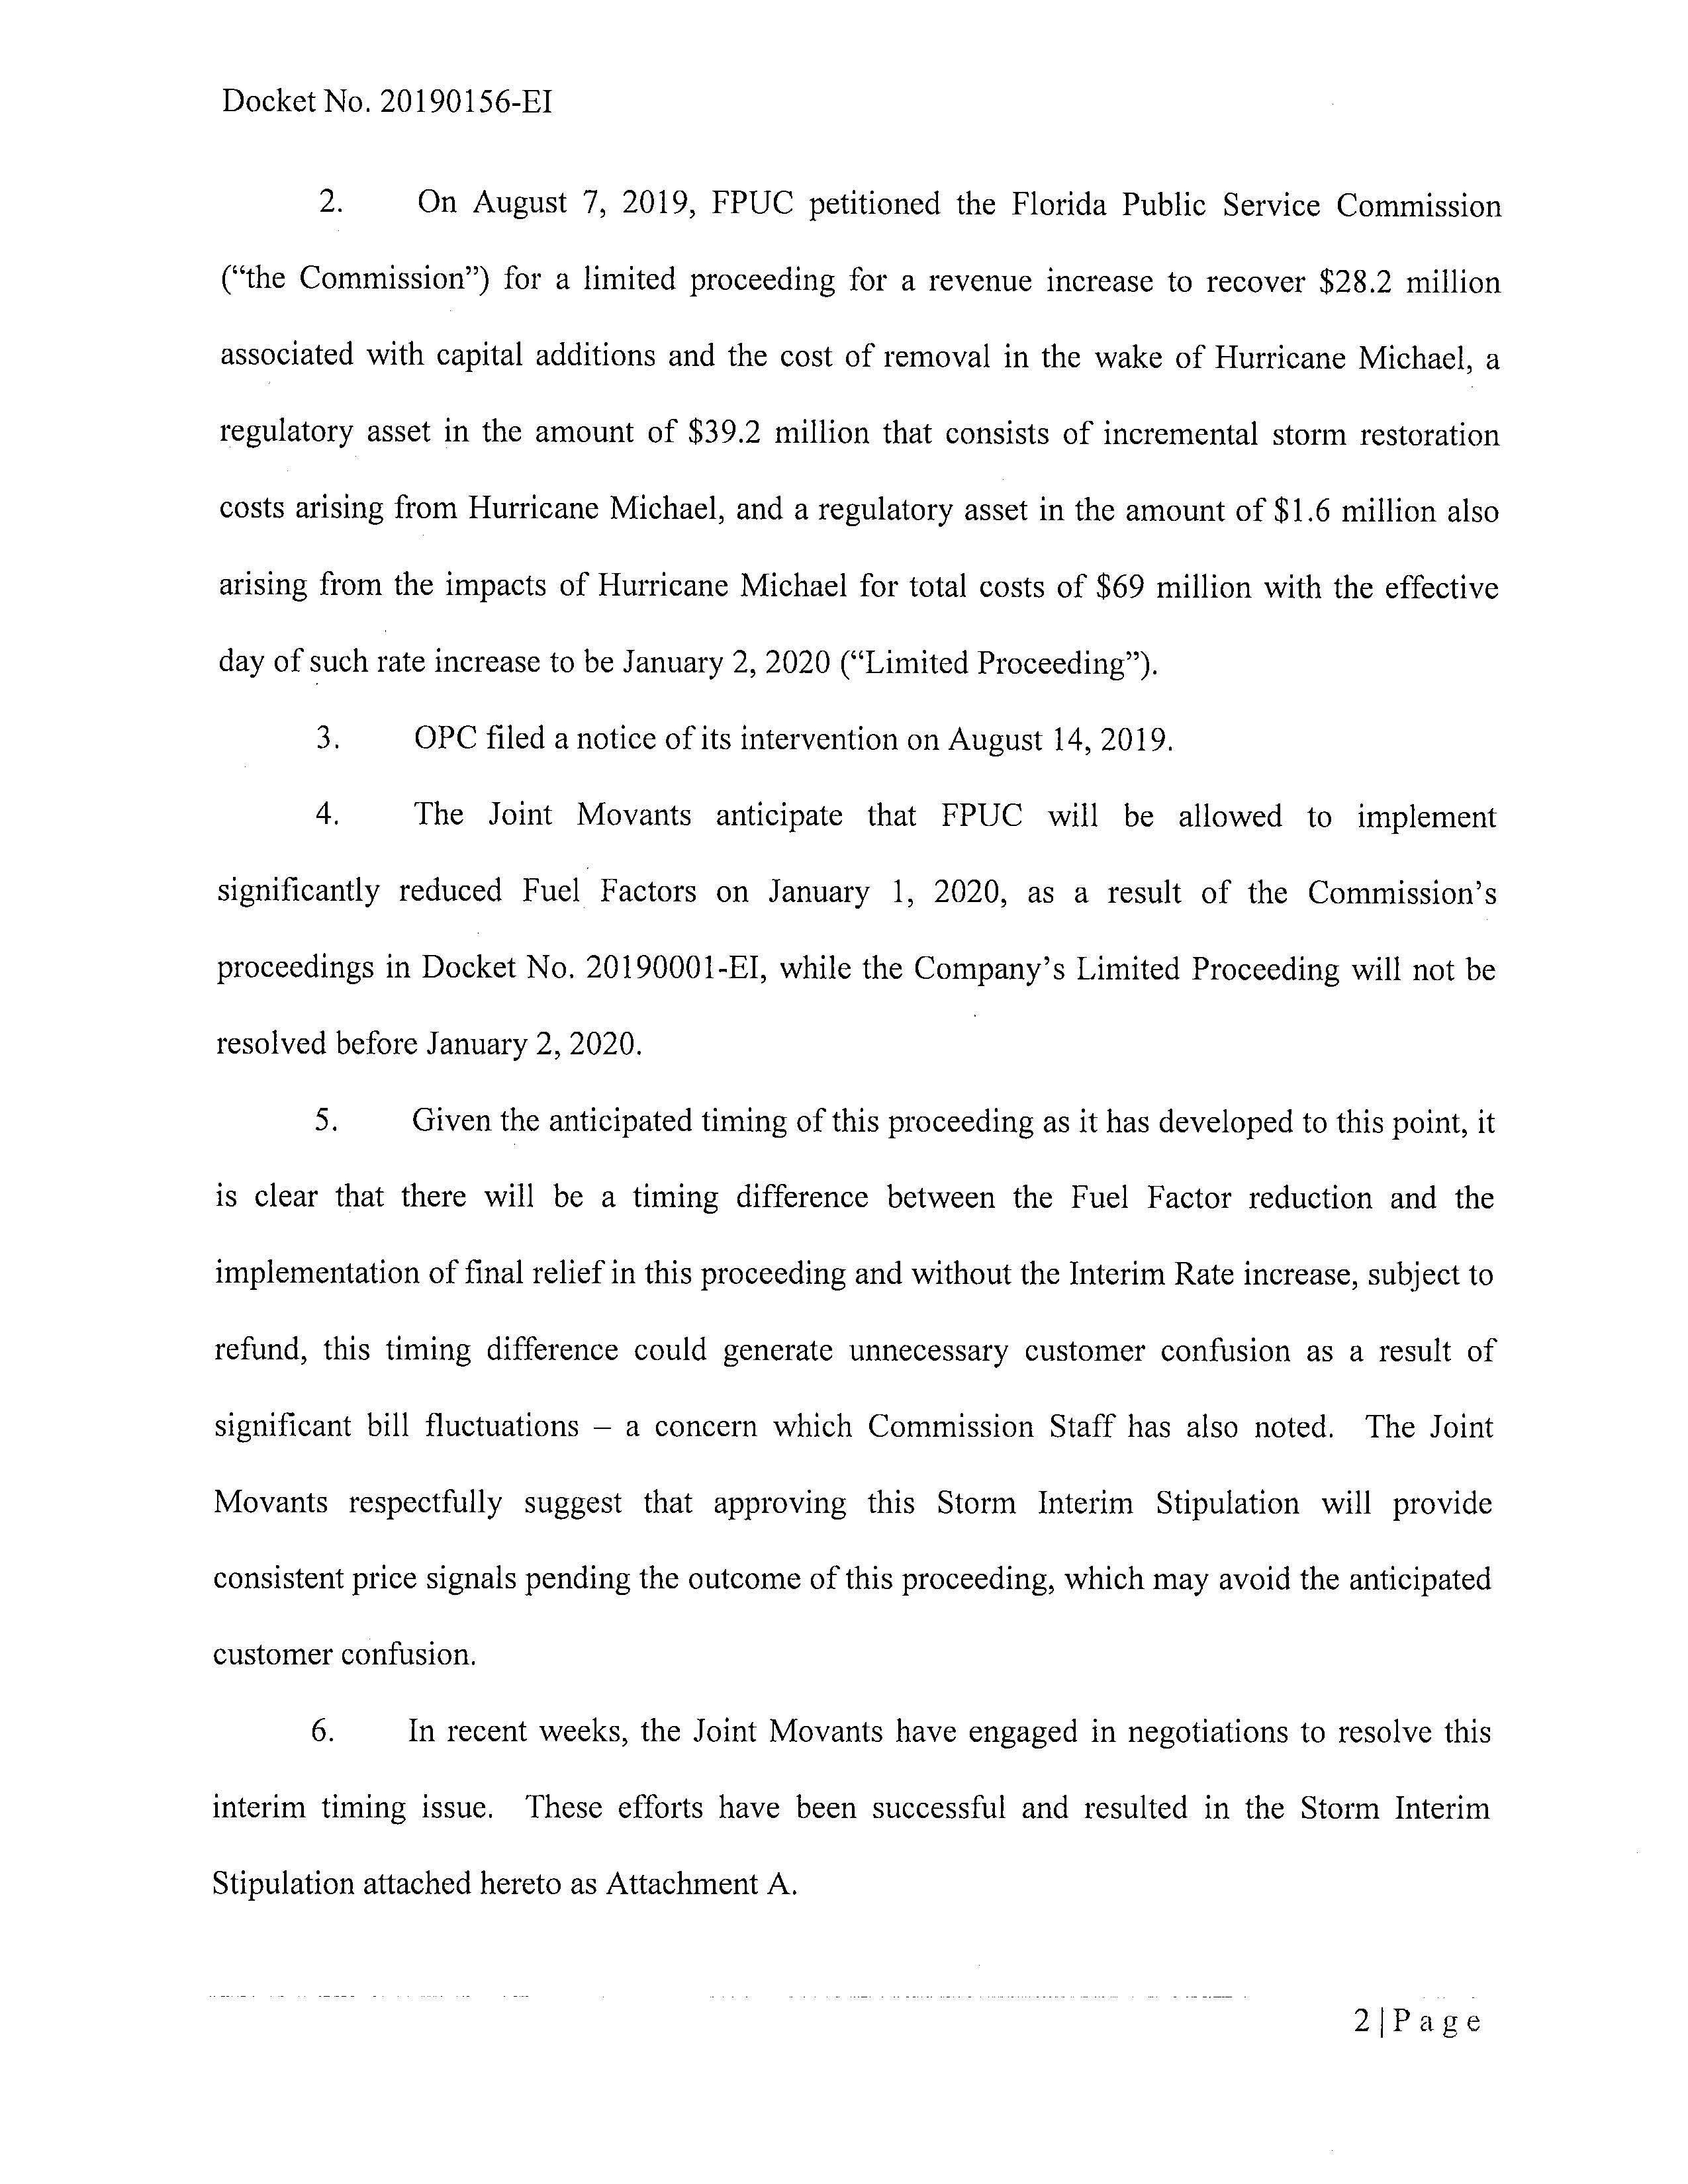 Docket No. 20190156-EI
2. On August 7, 2019, FPUC petitioned the Florida Public Service Commission
(“the Commission”) for a limited proceeding for a revenue increase to recover $28.2 million
associated with capital additions and the cost of removal in the wake of Hurricane Michael, a
regulatory asset in the amount of $39.2 million that consists of incremental storm restoration
costs arising from Hurricane Michael, and a regulatory asset in the amount of $1.6 million also
arising from the impacts of Hurricane Michael for total costs of $69 million with the effective
day of such rate increase to be January 2, 2020 (“Limited Proceeding”).
3. OPC filed a notice of its intervention on August 14, 2019.
4. The Joint Movants anticipate that FPUC will be allowed to implement
significantly reduced Fuel Factors on January 1, 2020, as a result of the Commission’s
proceedings in Docket No. 20190001-EI, while the Company’s Limited Proceeding will not be
resolved before January 2, 2020.
5. Given the anticipated timing of this proceeding as it has developed to this point, it
is clear that there will be a timing difference between the Fuel Factor reduction and the
implementation of final relief in this proceeding and without the Interim Rate increase, subject to
refund, this timing difference could generate unnecessary customer confusion as a result of
significant bill fluctuations – a concern which Commission Staff has also noted. The Joint
Movants respectfully suggest that approving this Storm Interim Stipulation will provide
consistent price signals pending the outcome of this proceeding, which may avoid the anticipated
customer confusion.
6. In recent weeks, the Joint Movants have engaged in negotiations to resolve this
interim timing issue. These efforts have been successful and resulted in the Storm Interim
Stipulation attached hereto as Attachment A.
2 | P a g e